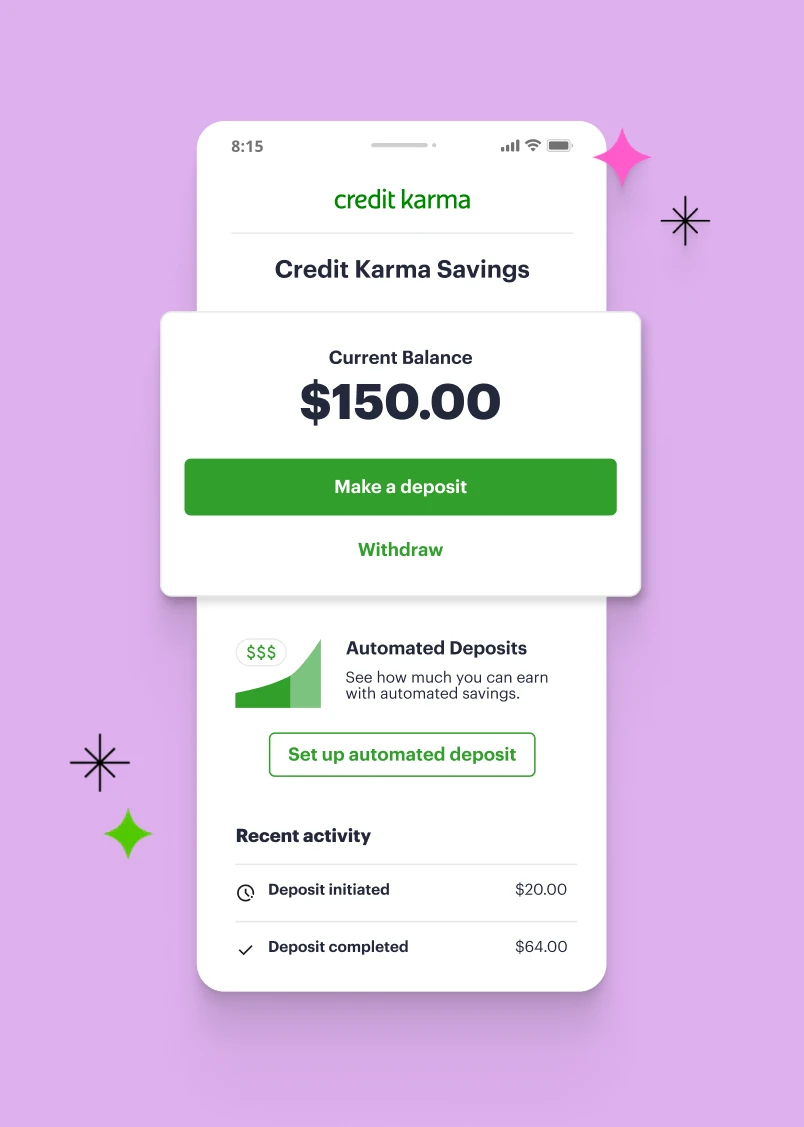 8:15
credit karma
Credit Karma Savings
Current Balance
$150.00
Make a deposit
Withdraw
$$$
Automated Deposits
See how much you can earn
with automated savings.
Set up automated deposit
Recent activity
Deposit initiated $20.00
Deposit completed $64.00